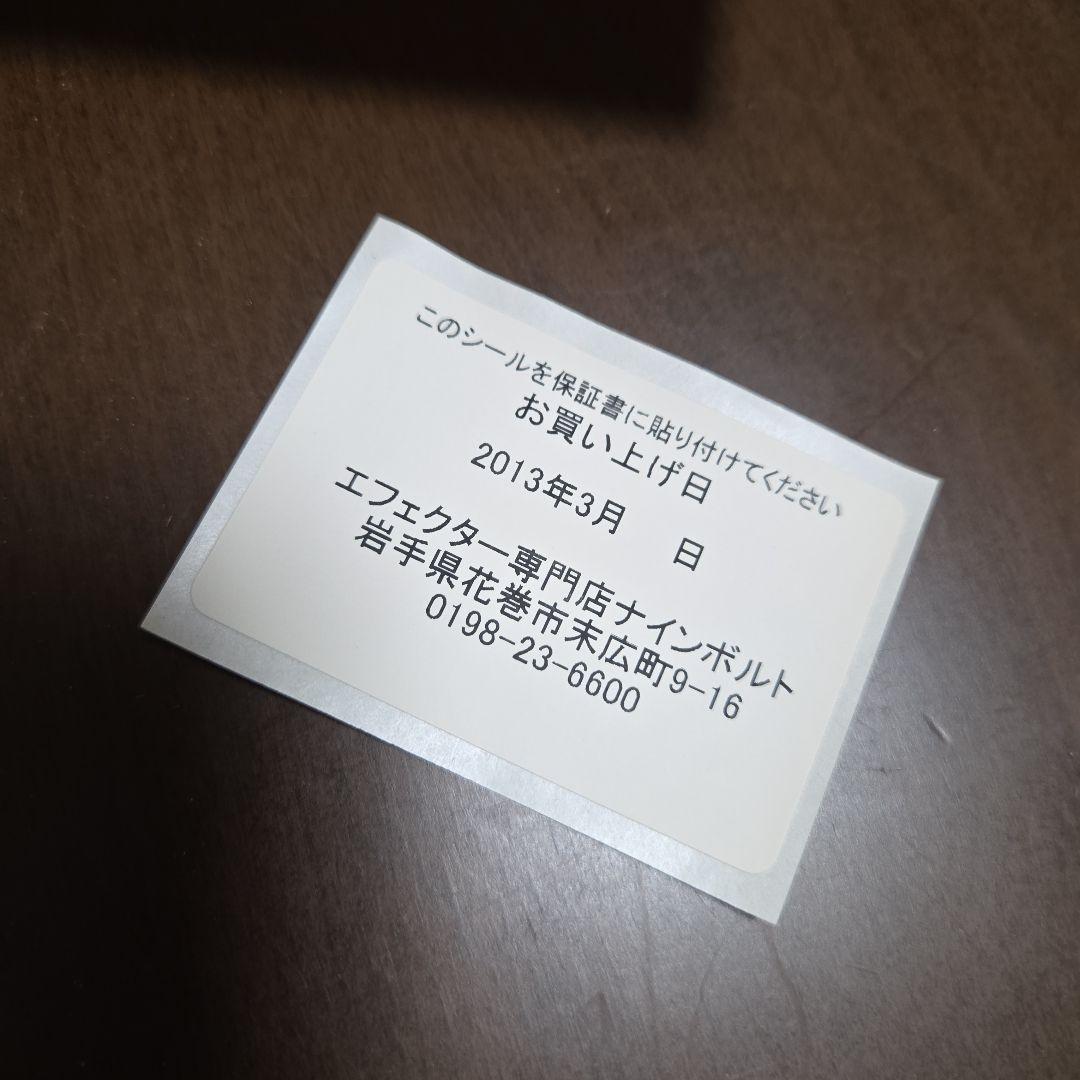 このシールを保証書に貼り付けてください
お買い上げ日
2013年3月　　日
エフェクター専門店ナインボルト
岩手県花巻市末広町9-16
0198-23-6600